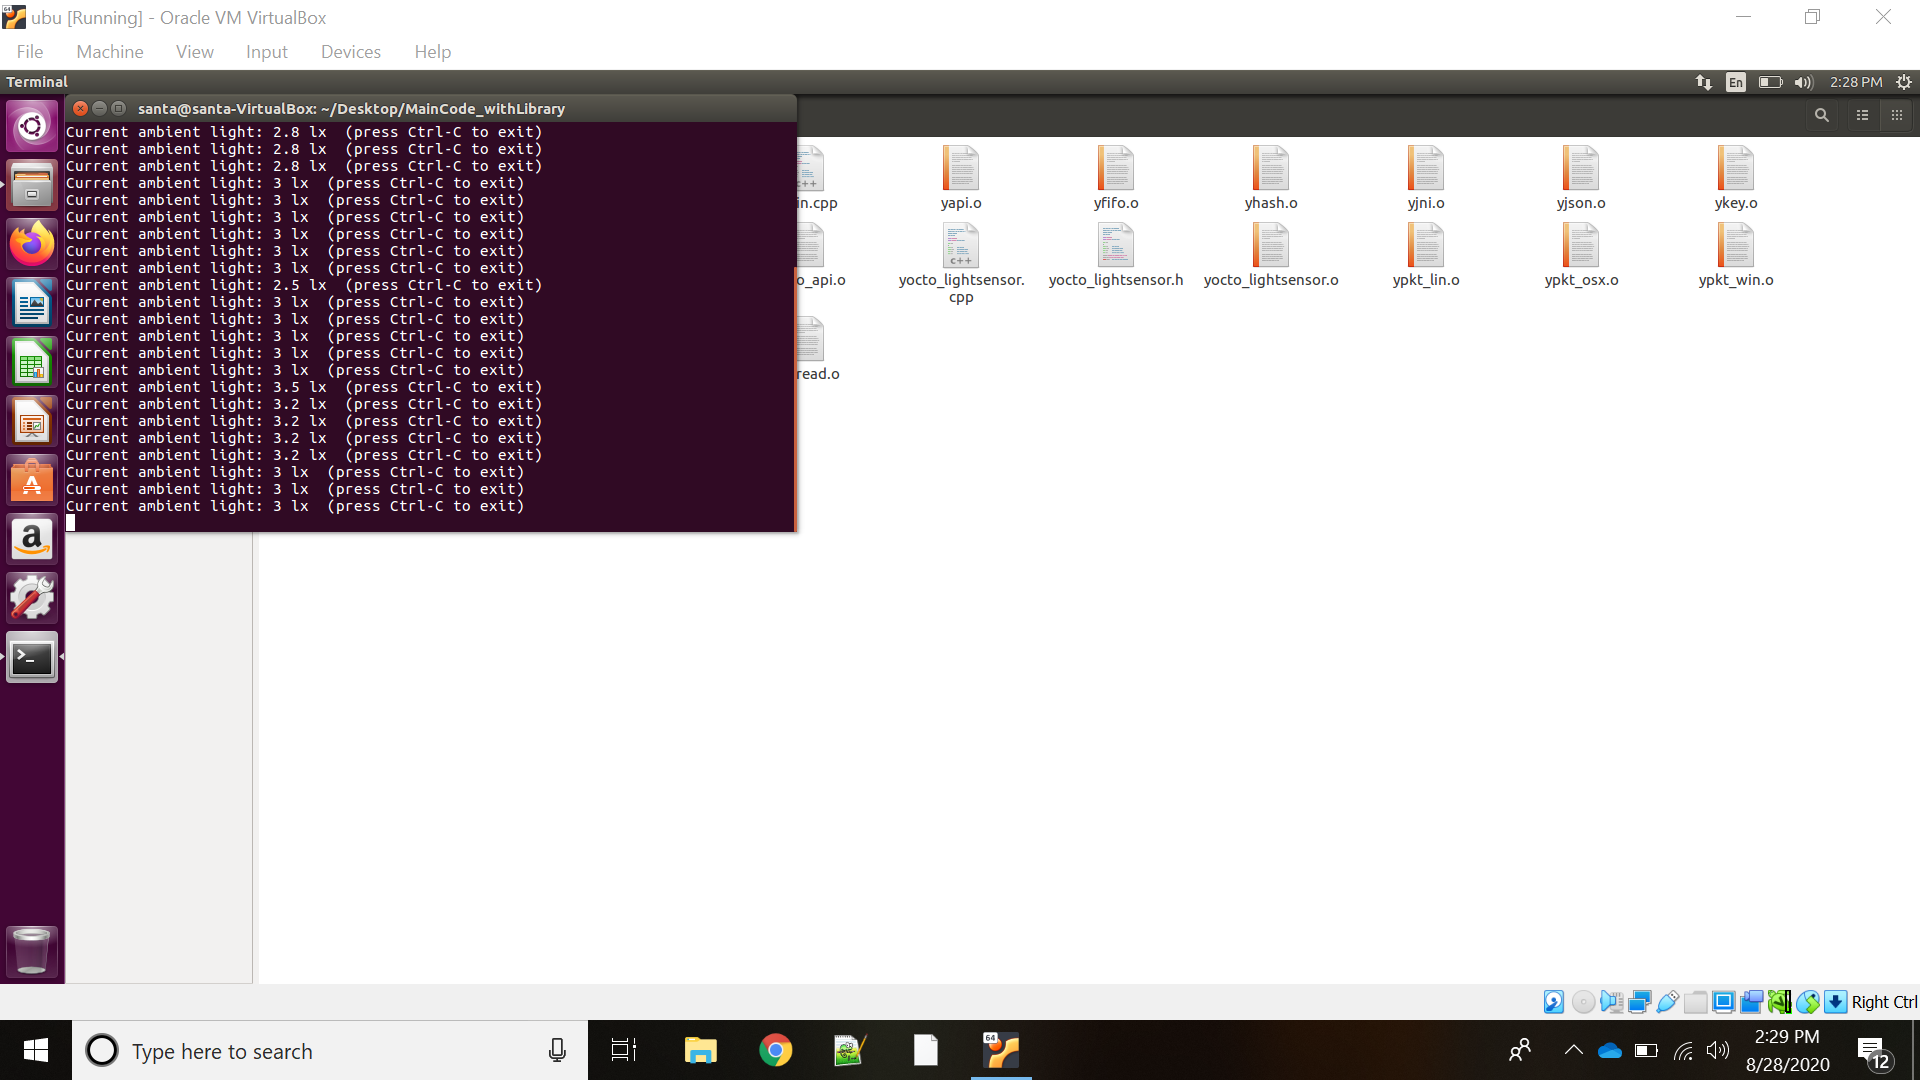 ubu [Running] - Oracle VM VirtualBox
File Machine View Input Devices Help
Terminal
En
2:28 PM
santa@santa-VirtualBox: ~/Desktop/MainCode_withLibrary
Current ambient light: 2.8 lx  (press Ctrl-C to exit)
Current ambient light: 2.8 lx  (press Ctrl-C to exit)
Current ambient light: 2.8 lx  (press Ctrl-C to exit)
Current ambient light: 3 lx  (press Ctrl-C to exit)
Current ambient light: 3 lx  (press Ctrl-C to exit)
Current ambient light: 3 lx  (press Ctrl-C to exit)
Current ambient light: 3 lx  (press Ctrl-C to exit)
Current ambient light: 3 lx  (press Ctrl-C to exit)
Current ambient light: 3 lx  (press Ctrl-C to exit)
Current ambient light: 2.5 lx  (press Ctrl-C to exit)
Current ambient light: 3 lx  (press Ctrl-C to exit)
Current ambient light: 3 lx  (press Ctrl-C to exit)
Current ambient light: 3 lx  (press Ctrl-C to exit)
Current ambient light: 3 lx  (press Ctrl-C to exit)
Current ambient light: 3 lx  (press Ctrl-C to exit)
Current ambient light: 3.5 lx  (press Ctrl-C to exit)
Current ambient light: 3.2 lx  (press Ctrl-C to exit)
Current ambient light: 3.2 lx  (press Ctrl-C to exit)
Current ambient light: 3.2 lx  (press Ctrl-C to exit)
Current ambient light: 3.2 lx  (press Ctrl-C to exit)
Current ambient light: 3 lx  (press Ctrl-C to exit)
Current ambient light: 3 lx  (press Ctrl-C to exit)
Current ambient light: 3 lx  (press Ctrl-C to exit)
in.cpp yapi.o yfifo.o yhash.o yjni.o yjson.o ykey.o
o_api.o yocto_lightsensor. yocto_lightsensor.h yocto_lightsensor.o ypkt_lin.o ypkt_osx.o ypkt_win.o
cpp
read.o
Right Ctrl
Type here to search
64
2:29 PM
8/28/2020
12